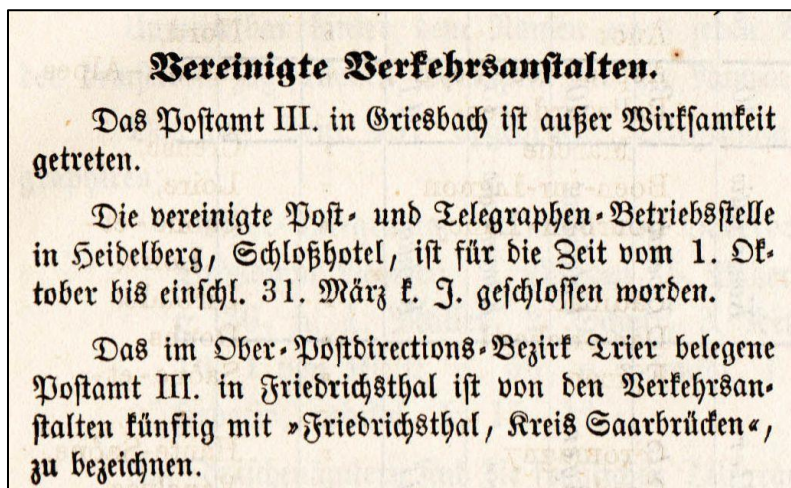 Vereinigte Verkehrsanstalten.
Das Postamt III. in Griesbach ist außer Wirksamkeit
getreten.
Die vereinigte Post- und Telegraphen-Betriebsstelle
in Heidelberg, Schloßhotel, ist für die Zeit vom 1. Ok-
tober bis einschl. 31. März k. J. geschlossen worden.
Das im Ober-Postdirections-Bezirk Trier belegene
Postamt III. in Friedrichsthal ist von den Verkehrsan-
stalten künftig mit »Friedrichsthal, Kreis Saarbrücken«,
zu bezeichnen.